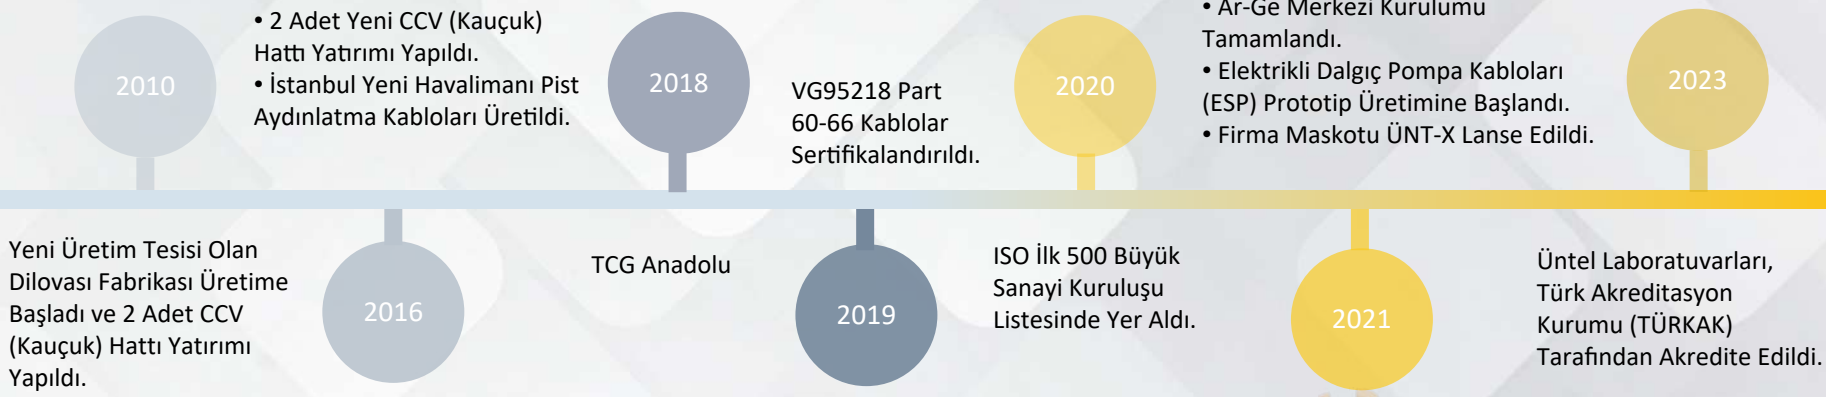 2010
Yeni Üretim Tesisi Olan
Dilovası Fabrikası Üretime
Başladı ve 2 Adet CCV
(Kauçuk) Hattı Yatırımı
Yapıldı.
• 2 Adet Yeni CCV (Kauçuk)
Hattı Yatırımı Yapıldı.
• İstanbul Yeni Havalimanı Pist
Aydınlatma Kabloları Üretildi.
2016
2018
TCG Anadolu
VG95218 Part
60-66 Kablolar
Sertifikalandırıldı.
2019
2020
ISO İlk 500 Büyük
Sanayi Kuruluşu
Listesinde Yer Aldı.
• Ar-Ge Merkezi Kurulumu
Tamamlandı.
• Elektrikli Dalgıç Pompa Kabloları
(ESP) Prototip Üretimine Başlandı.
• Firma Maskotu ÜNT-X Lanse Edildi.
2021
2023
Üntel Laboratuvarları,
Türk Akreditasyon
Kurumu (TÜRKAK)
Tarafından Akredite Edildi.